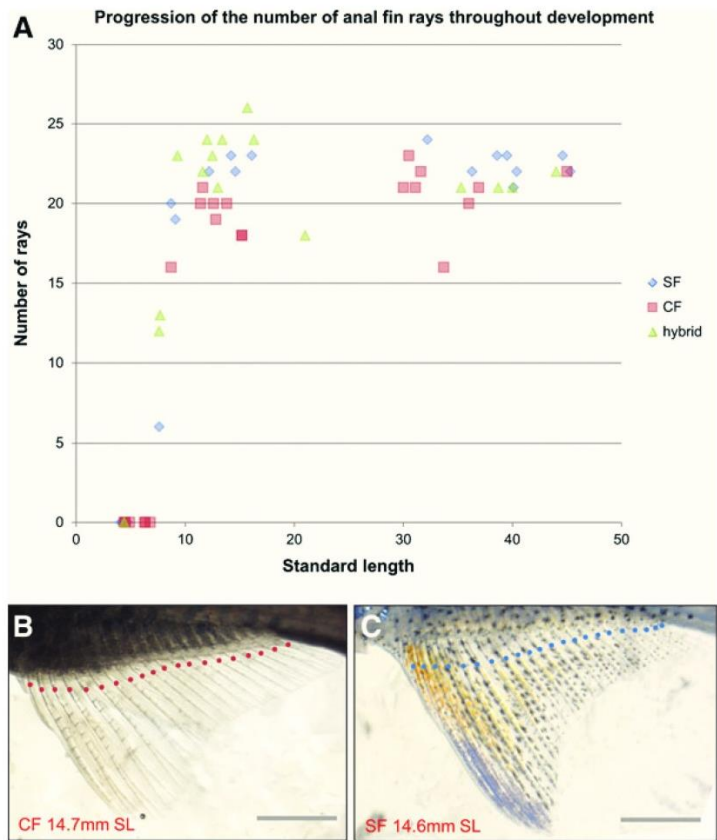 Progression of the number of anal fin rays throughout development
A
30
25
20
15
10
5
0
Number of rays
0 10 20 30 40 50
Standard length
SF
CF
hybrid
B
CF 14.7mm SL
C
SF 14.6mm SL